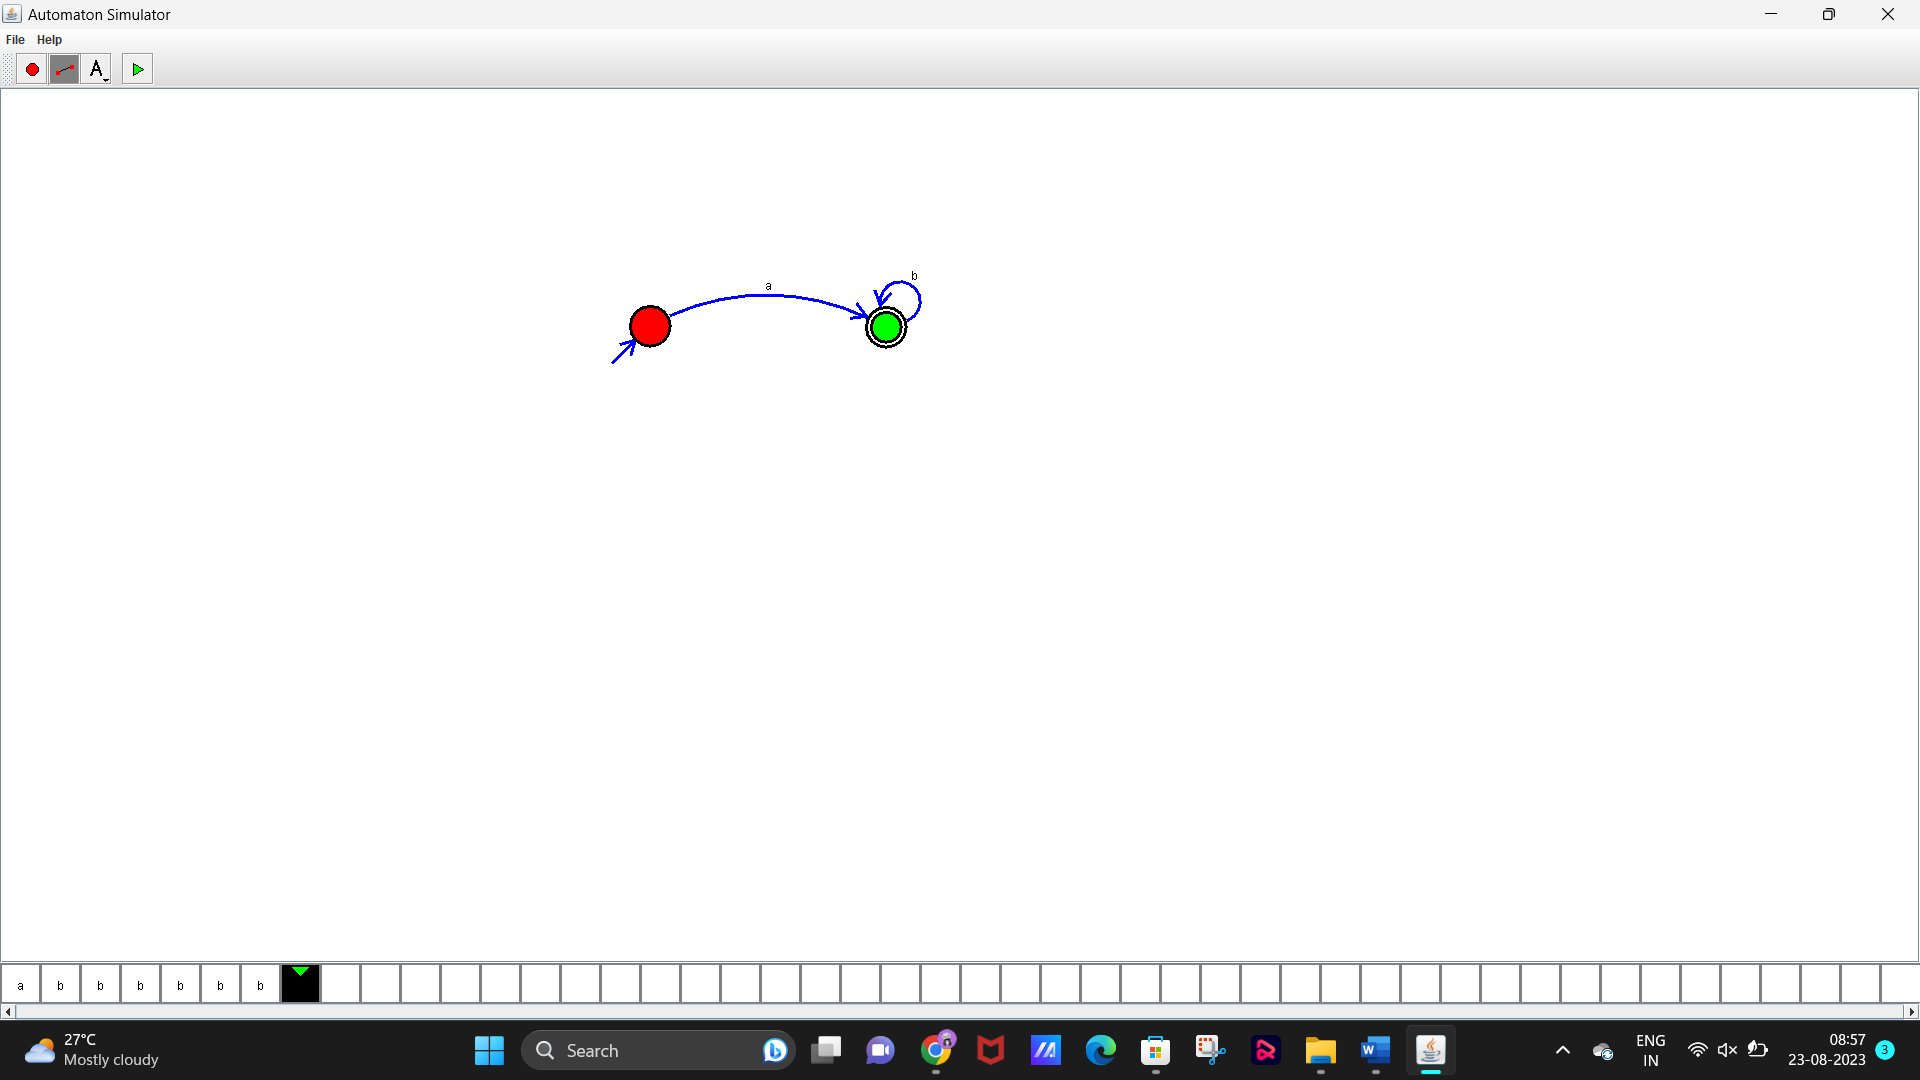 Automaton Simulator
File Help
A
b
a
a b b b b b b
27°C
Mostly cloudy
Search
ENG
IN
08:57
23-08-2023
3